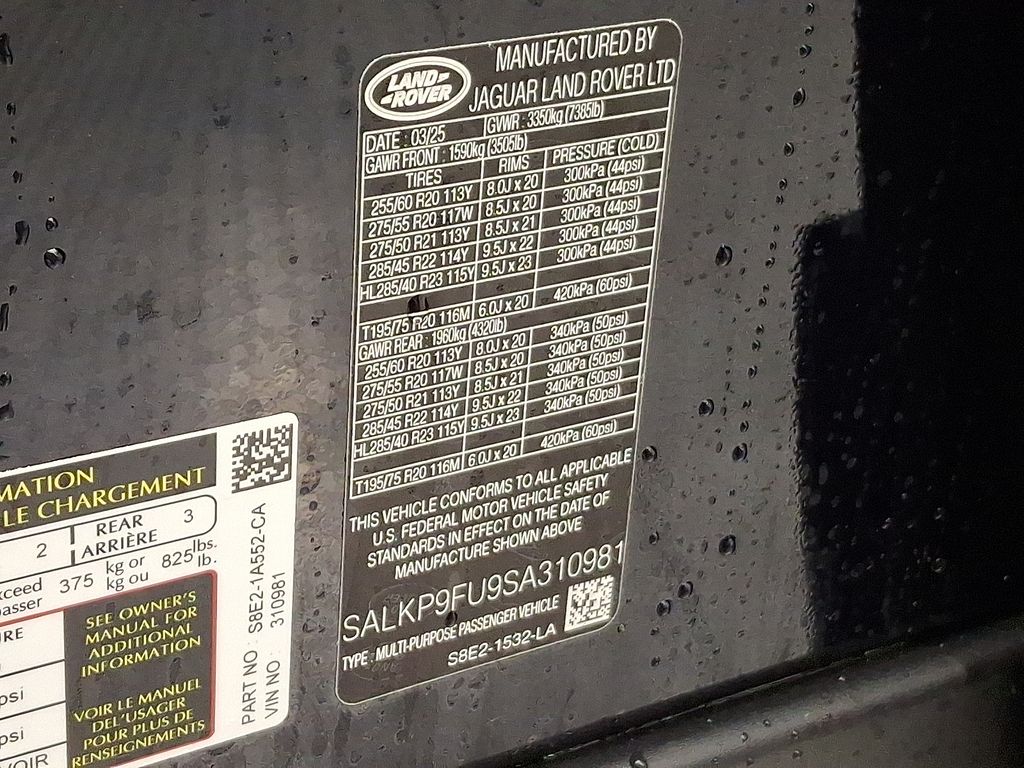 LAND-
-ROVER
MANUFACTURED BY
JAGUAR LAND ROVER LTD
DATE : 03/25 GVWR : 3350kg (7385lb)
GAWR FRONT : 1590kg (3505lb)
TIRES RIMS PRESSURE (COLD)
255/60 R20 113Y 8.0J x 20 300kPa (44psi)
275/55 R20 117W 8.5J x 20 300kPa (44psi)
275/50 R21 113Y 8.5J x 21 300kPa (44psi)
285/45 R22 114Y 9.5J x 22 300kPa (44psi)
HL285/40 R23 115Y 9.5J x 23 300kPa (44psi)
T195/75 R20 116M 6.0J x 20 420kPa (60psi)
GAWR REAR : 1960kg (4320lb)
255/60 R20 113Y 8.0J x 20 340kPa (50psi)
275/55 R20 117W 8.5J x 20 340kPa (50psi)
275/50 R21 113Y 8.5J x 21 340kPa (50psi)
285/45 R22 114Y 9.5J x 22 340kPa (50psi)
HL285/40 R23 115Y 9.5J x 23 340kPa (50psi)
T195/75 R20 116M 6.0J x 20 420kPa (60psi)
THIS VEHICLE CONFORMS TO ALL APPLICABLE
U.S. FEDERAL MOTOR VEHICLE SAFETY
STANDARDS IN EFFECT ON THE DATE OF
MANUFACTURE SHOWN ABOVE
SALKP9FU9SA310981
TYPE : MULTI-PURPOSE PASSENGER VEHICLE
S8E2-1532-LA
MATION
LE CHARGEMENT
2 REAR 3
ARRIÈRE
xceed 375 kg or 825 lbs.
passer kg ou lb.
SEE OWNER'S
MANUAL FOR
ADDITIONAL
INFORMATION
VOIR LE MANUEL
DEL'USAGER
POUR PLUS DE
RENSEIGNEMENTS
URE
psi
psi
VOIR
PART NO : S8E2-1A552-CA
VIN NO : 310981